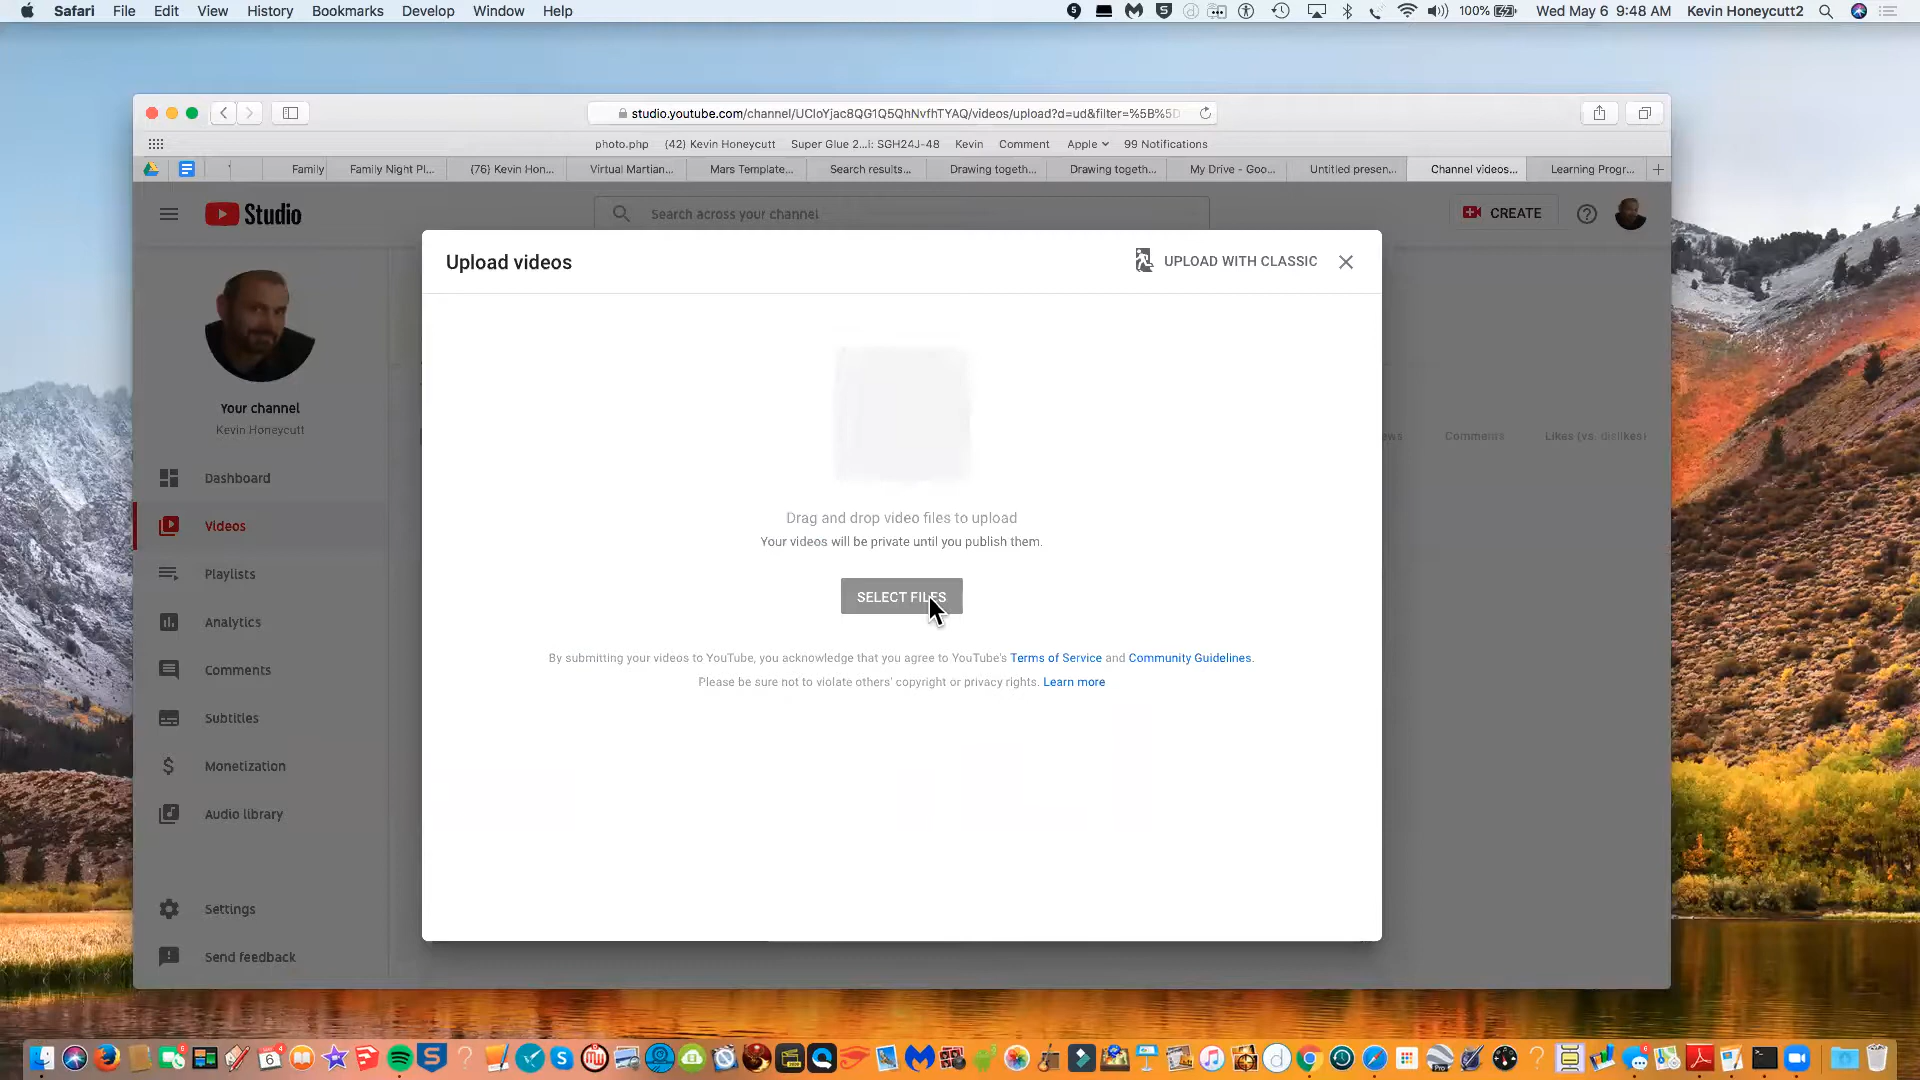 Safari File Edit View History Bookmarks Develop Window Help 100% Wed May 6 9:48 AM Kevin Honeycutt2
studio.youtube.com/channel/UCIoYjac8QG1Q5QhNvfhTYAQ/videos/upload?d=ud&filter=%5B%5D
photo.php (42) Kevin Honeycutt Super Glue 2...i: SGH24J-48 Kevin Comment Apple 99 Notifications
Family Family Night Pl... (76) Kevin Hon... Virtual Martian... Mars Template... Search results... Drawing togeth... Drawing togeth... My Drive - Goo... Untitled presen... Channel videos... Learning Progr...
Studio Search across your channel CREATE
Upload videos UPLOAD WITH CLASSIC
Your channel
Kevin Honeycutt
Comments Likes (vs. dislikes)
Dashboard
Videos
Playlists
Analytics
Comments
Subtitles
Monetization
Audio library
Settings
Send feedback
Drag and drop video files to upload
Your videos will be private until you publish them.
SELECT FILES
By submitting your videos to YouTube, you acknowledge that you agree to YouTube's Terms of Service and Community Guidelines.
Please be sure not to violate others' copyright or privacy rights. Learn more